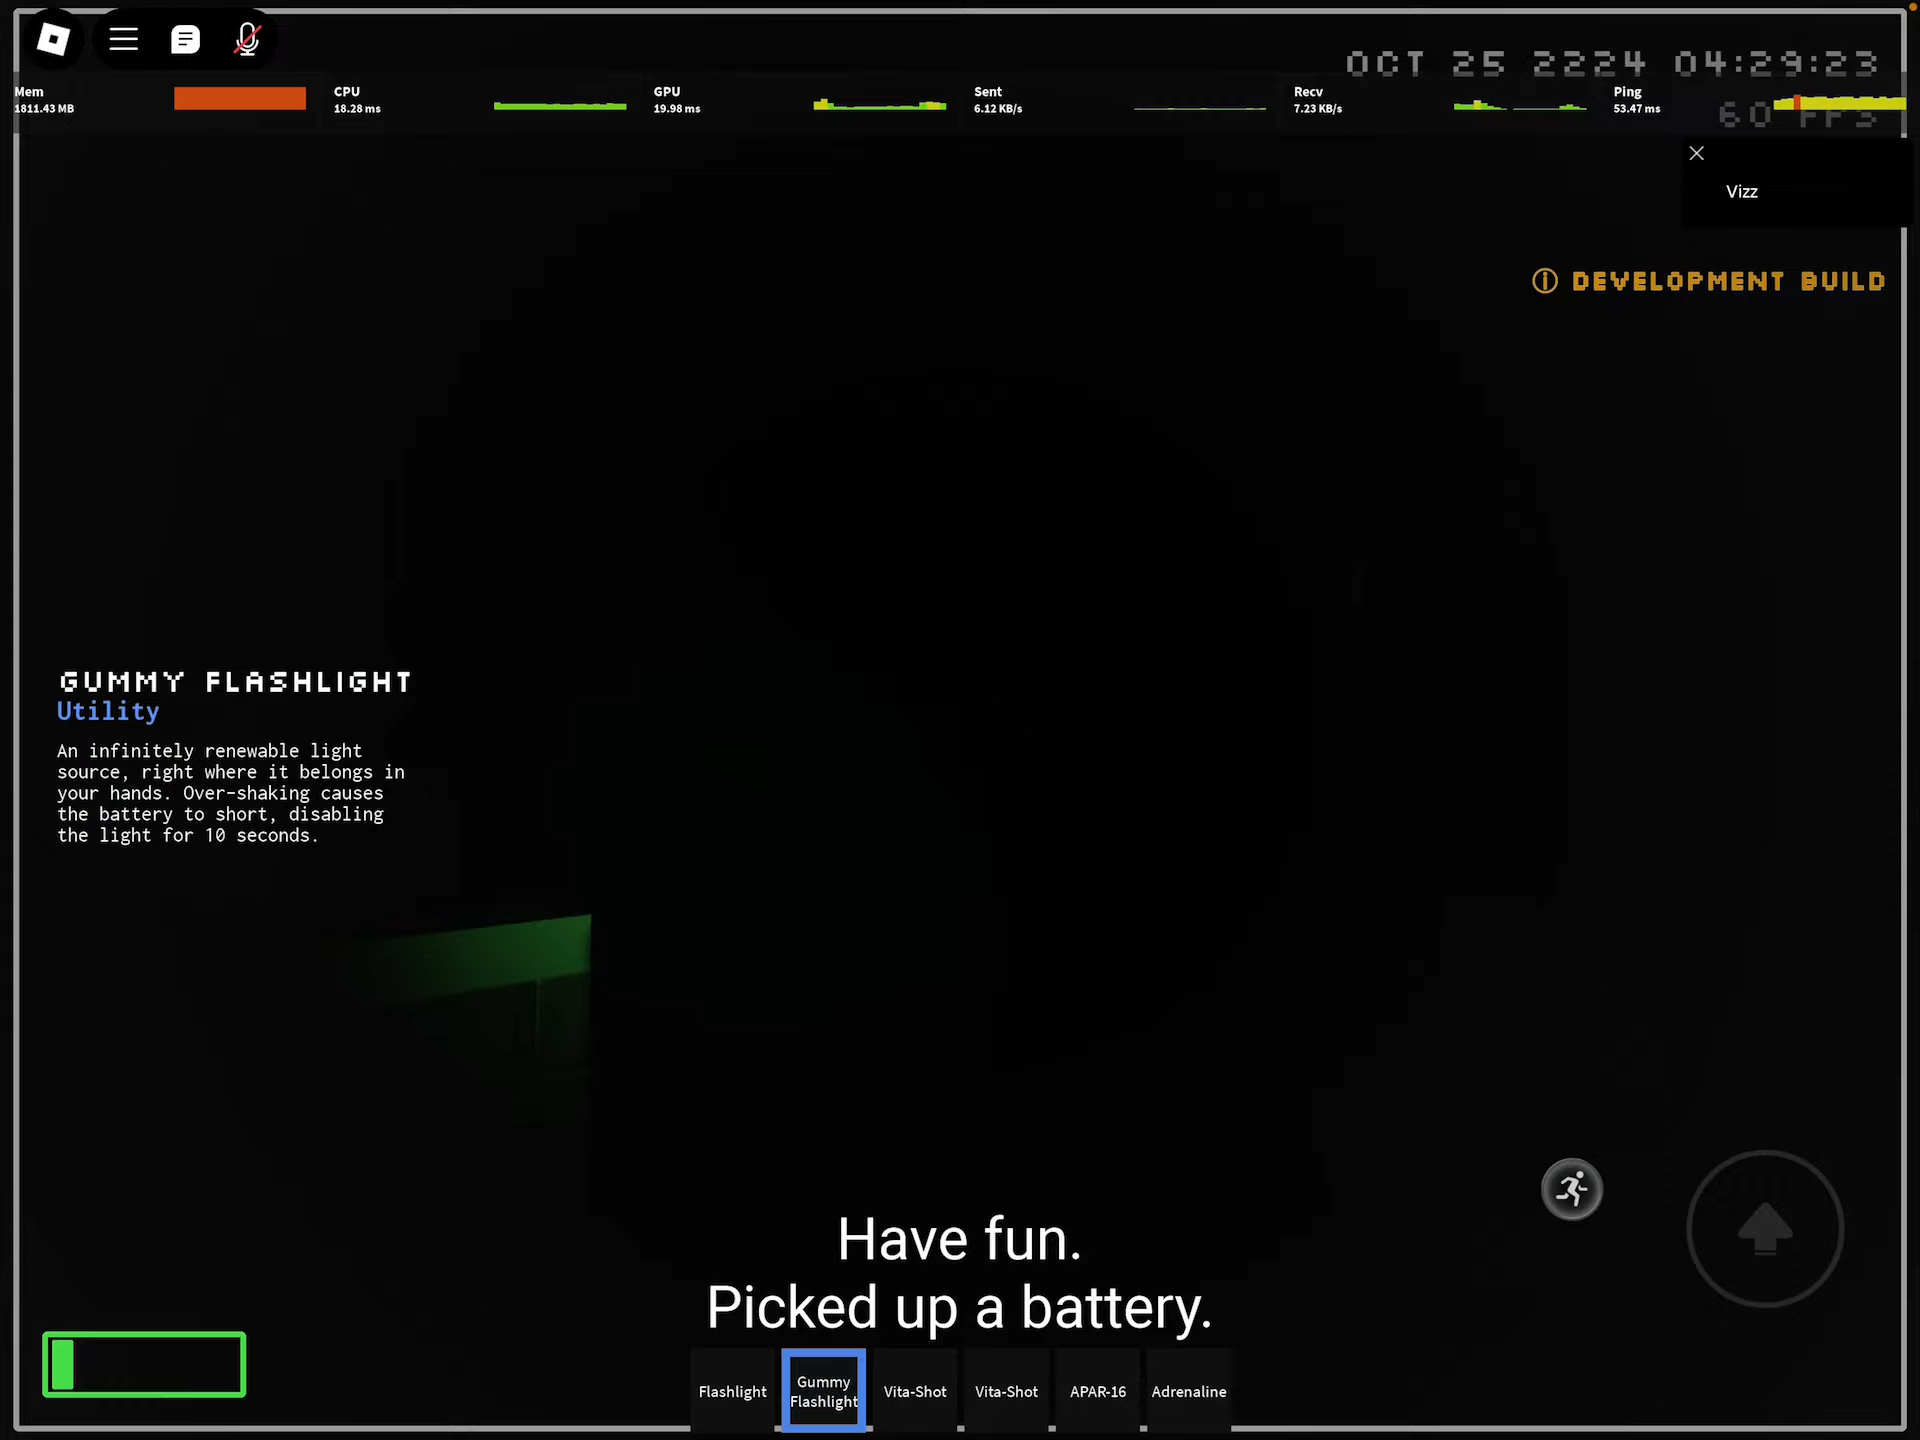 OCT 25 2224 04:29:23
Mem
1811.43 MB
CPU
18.28 ms
GPU
19.98 ms
Sent
6.12 KB/s
Recv
7.23 KB/s
Ping
53.47 ms
60 FPS
Vizz
DEVELOPMENT BUILD
GUMMY FLASHLIGHT
Utility
An infinitely renewable light
source, right where it belongs in
your hands. Over-shaking causes
the battery to short, disabling
the light for 10 seconds.
Have fun.
Picked up a battery.
Flashlight
Gummy
Flashlight
Vita-Shot
Vita-Shot
APAR-16
Adrenaline